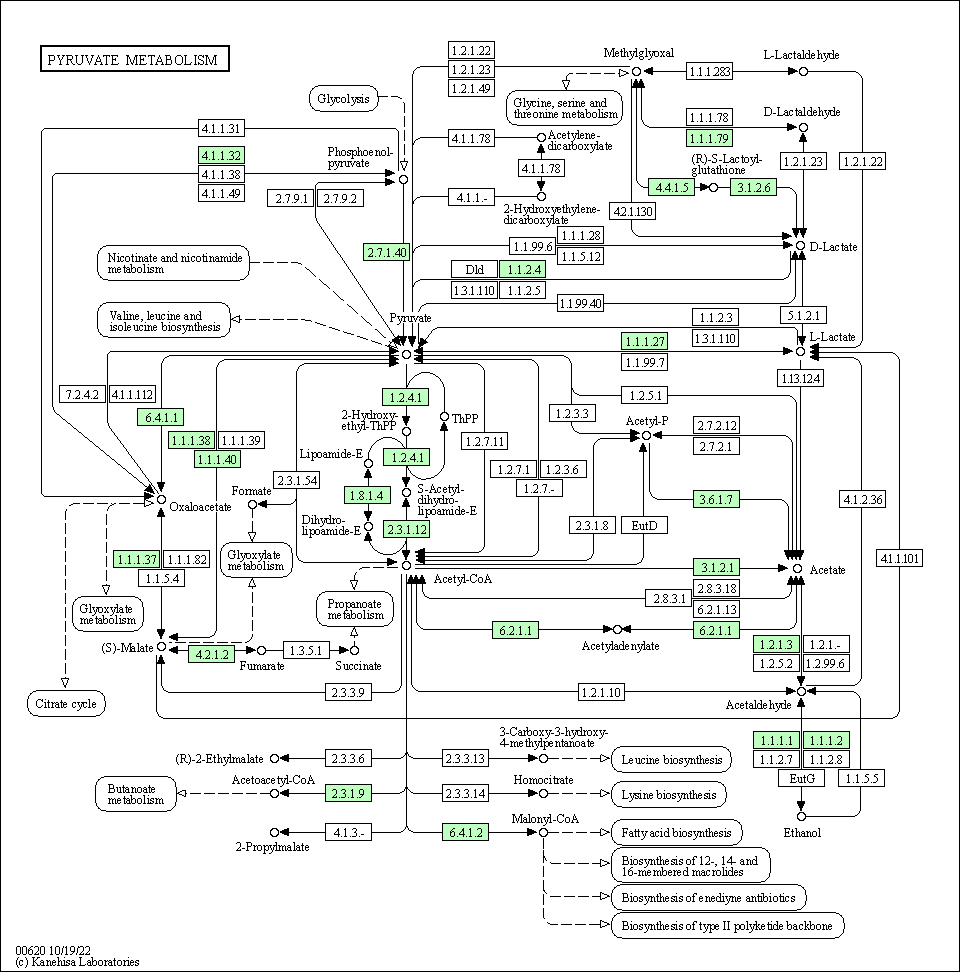 PYRUVATE METABOLISM
1.2.1.22
1.2.1.23
1.2.1.49
Methylglyoxal
1.1.1.283
L-Lactaldehyde
Glycolysis
Glycine, serine and
threonine metabolism
1.1.1.78
1.1.1.79
D-Lactaldehyde
4.1.1.31
4.1.1.32
4.1.1.38
4.1.1.49
Phosphoenol-
pyruvate
4.1.1.78
Acetylene-
dicarboxylate
4.1.1.78
4.1.1.-
2-Hydroxyethylene-
dicarboxylate
(R)-S-Lactoyl-
glutathione
4.4.1.5
3.1.2.6
1.2.1.23
1.2.1.22
2.7.9.1
2.7.9.2
4.2.1.130
2.7.1.40
1.1.99.6
1.1.1.28
1.1.5.12
D-Lactate
Nicotinate and nicotinamide
metabolism
Dld
1.1.2.4
1.3.1.110
1.1.2.5
1.1.99.40
Valine, leucine and
isoleucine biosynthesis
Pyruvate
1.1.2.3
1.3.1.110
5.1.2.1
L-Lactate
1.1.1.27
1.1.99.7
1.13.12.4
7.2.4.2
4.1.1.112
6.4.1.1
1.1.1.38
1.1.1.39
1.1.1.40
1.2.4.1
2-Hydroxy-
ethyl-ThPP
ThPP
1.2.5.1
1.2.3.3
Acetyl-P
2.7.2.12
2.7.2.1
Lipoamide-E
1.2.4.1
1.2.7.11
1.2.7.1
1.2.3.6
1.2.7.-
2.3.1.54
Formate
1.8.1.4
S-Acetyl-
dihydro-
lipoamide-E
3.6.1.7
4.1.2.36
Oxaloacetate
Dihydro-
lipoamide-E
2.3.1.12
2.3.1.8
EutD
1.1.1.37
1.1.1.82
1.1.5.4
Glyoxylate
metabolism
Acetyl-CoA
3.1.2.1
Acetate
4.1.1.101
2.8.3.18
2.8.3.1
6.2.1.13
Glyoxylate
metabolism
Propanoate
metabolism
6.2.1.1
Acetyladenylate
6.2.1.1
(S)-Malate
4.2.1.2
Fumarate
1.3.5.1
Succinate
1.2.1.3
1.2.1.-
1.2.5.2
1.2.99.6
Citrate cycle
2.3.3.9
1.2.1.10
Acetaldehyde
(R)-2-Ethylmalate
2.3.3.6
2.3.3.13
3-Carboxy-3-hydroxy-
4-methylpentanoate
Leucine biosynthesis
1.1.1.1
1.1.1.2
1.1.2.7
1.1.2.8
EutG
1.1.5.5
Butanoate
metabolism
Acetoacetyl-CoA
2.3.1.9
2.3.3.14
Homocitrate
Lysine biosynthesis
2-Propylmalate
4.1.3.-
6.4.1.2
Malonyl-CoA
Fatty acid biosynthesis
Ethanol
Biosynthesis of 12-, 14- and
16-membered macrolides
Biosynthesis of enediyne antibiotics
Biosynthesis of type II polyketide backbone
00620 10/19/22
(c) Kanehisa Laboratories